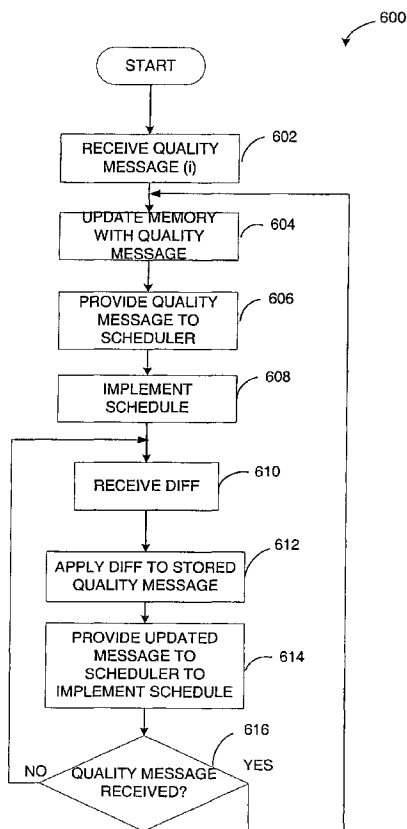 600
START
602
RECEIVE QUALITY
MESSAGE (i)
604
UPDATE MEMORY
WITH QUALITY
MESSAGE
606
PROVIDE QUALITY
MESSAGE TO
SCHEDULER
608
IMPLEMENT
SCHEDULE
610
RECEIVE DIFF
612
APPLY DIFF TO STORED
QUALITY MESSAGE
614
PROVIDE UPDATED
MESSAGE TO
SCHEDULER TO
IMPLEMENT SCHEDULE
616
NO
QUALITY MESSAGE
RECEIVED?
YES